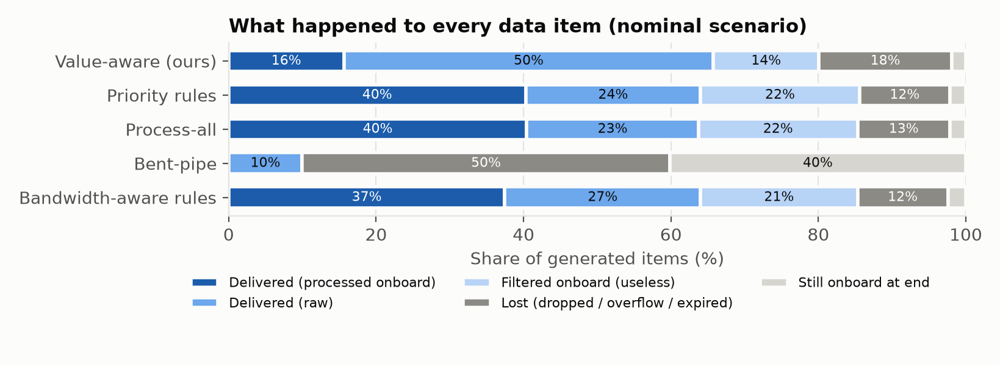 What happened to every data item (nominal scenario)
Value-aware (ours) 16% 50% 14% 18%
Priority rules 40% 24% 22% 12%
Process-all 40% 23% 22% 13%
Bent-pipe 10% 50% 40%
Bandwidth-aware rules 37% 27% 21% 12%
0 20 40 60 80 100
Share of generated items (%)
Delivered (processed onboard) Filtered onboard (useless) Still onboard at end
Delivered (raw) Lost (dropped / overflow / expired)